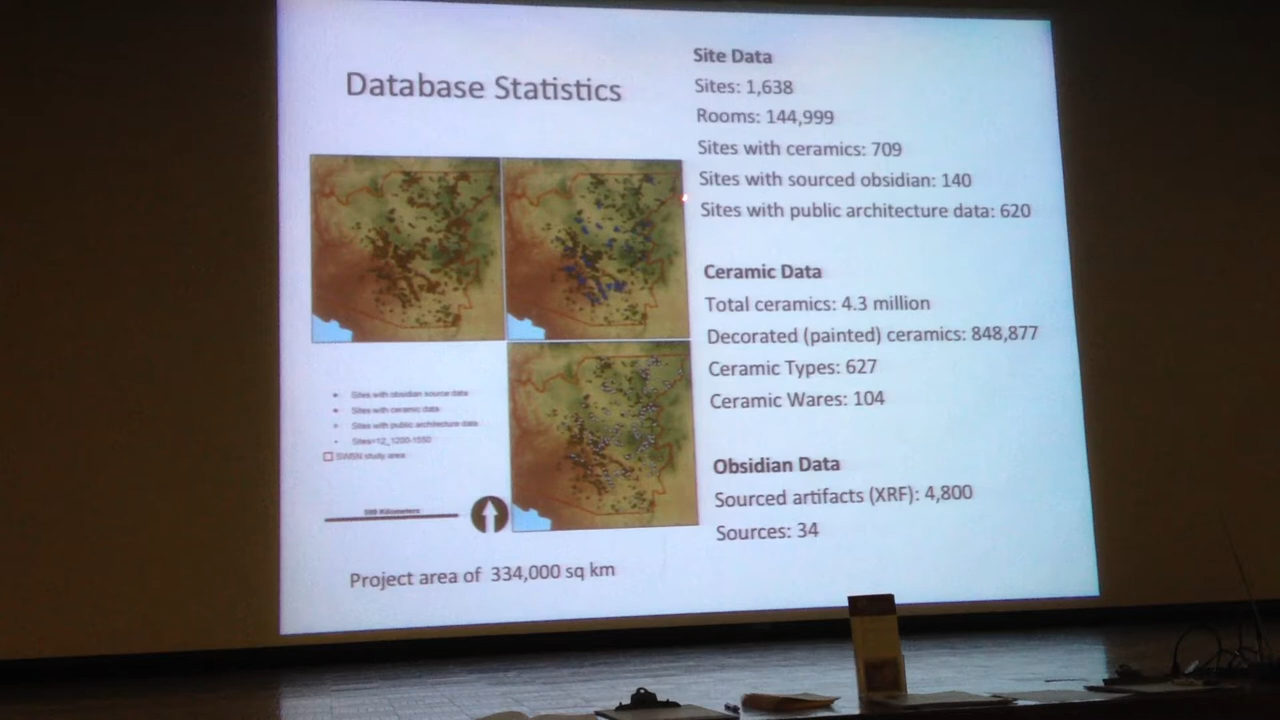 Database Statistics
Site Data
Sites: 1,638
Rooms: 144,999
Sites with ceramics: 709
Sites with sourced obsidian: 140
Sites with public architecture data: 620
Ceramic Data
Total ceramics: 4.3 million
Decorated (painted) ceramics: 848,877
Ceramic Types: 627
Ceramic Wares: 104
Obsidian Data
Sourced artifacts (XRF): 4,800
Sources: 34
Sites with obsidian source data
Sites with ceramic data
Sites with public architecture data
Sites=12_1200-1550
SWSN study area
Kilometers
Project area of 334,000 sq km